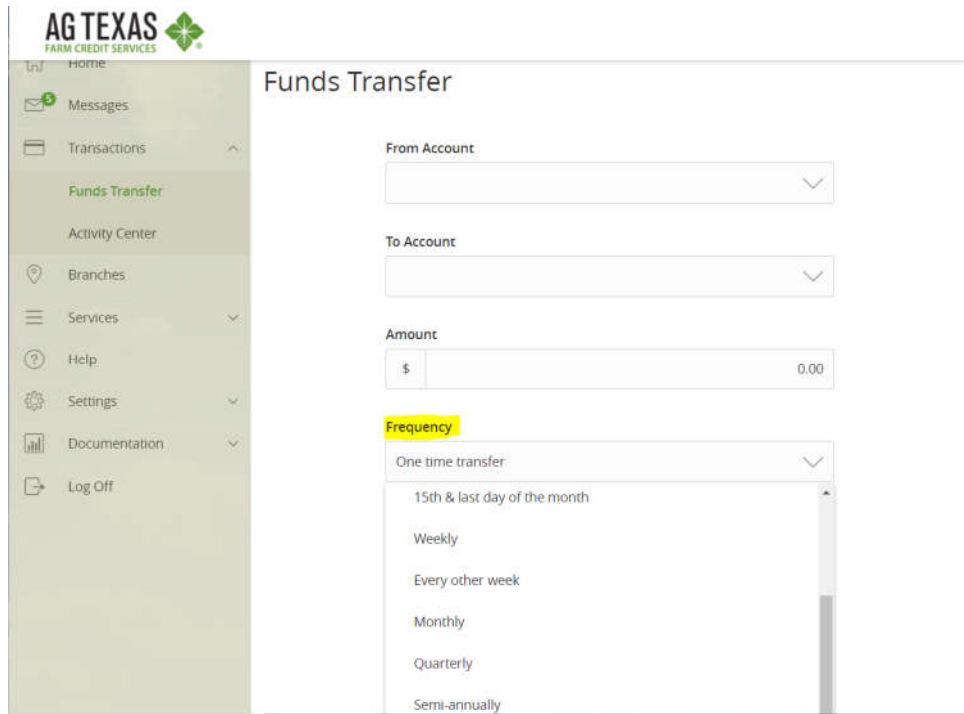 AG TEXAS
FARM CREDIT SERVICES
Home
5
Messages
Transactions
Funds Transfer
Activity Center
Branches
Services
Help
Settings
Documentation
Log Off
Funds Transfer
From Account
To Account
Amount
$ 0.00
Frequency
One time transfer
15th & last day of the month
Weekly
Every other week
Monthly
Quarterly
Semi-annually